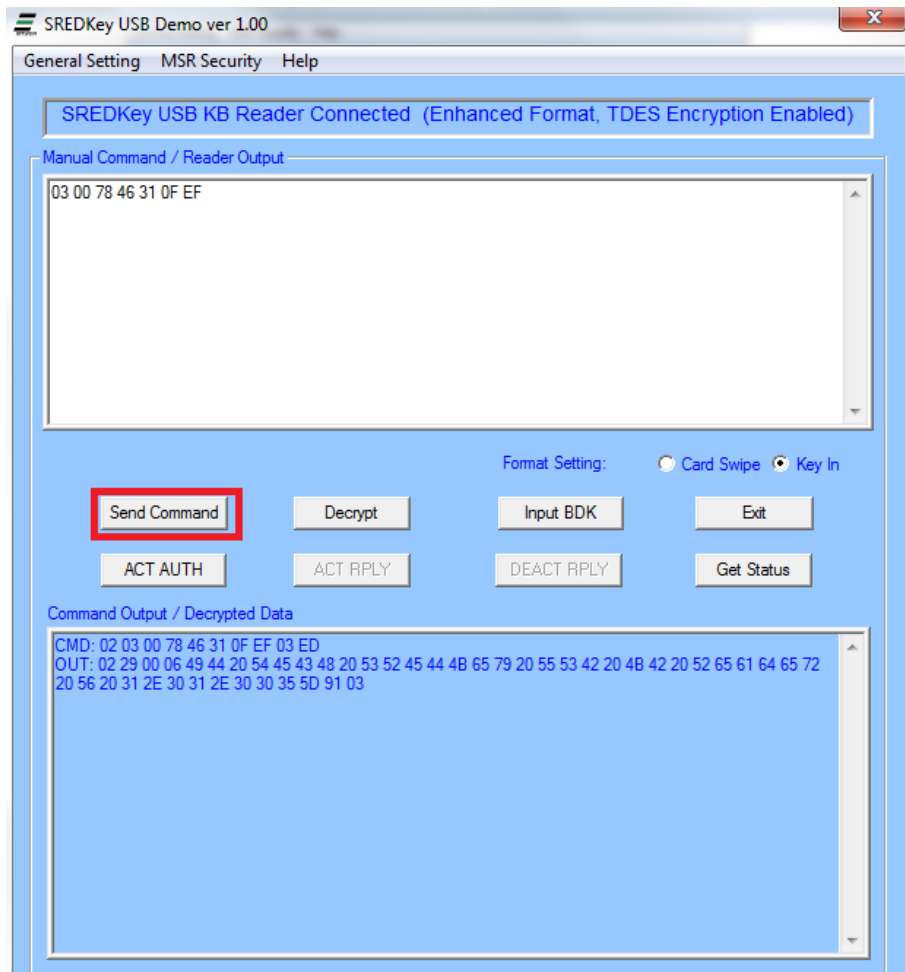 SREDKey USB Demo ver 1.00
General Setting MSR Security Help
SREDKey USB KB Reader Connected (Enhanced Format, TDES Encryption Enabled)
Manual Command / Reader Output
03 00 78 46 31 0F EF
Format Setting: Card Swipe Key In
Send Command Decrypt Input BDK Exit
ACT AUTH ACT RPLY DEACT RPLY Get Status
Command Output / Decrypted Data
CMD: 02 03 00 78 46 31 0F EF 03 ED
OUT: 02 29 00 06 49 44 20 54 45 43 48 20 53 52 45 44 4B 65 79 20 55 53 42 20 4B 42 20 52 65 61 64 65 72
20 56 20 31 2E 30 31 2E 30 30 35 5D 91 03